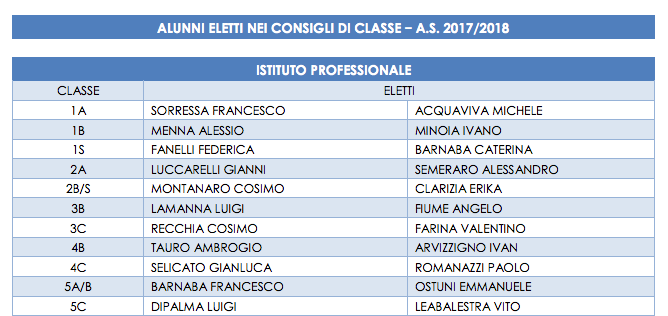 ALUNNI ELETTI NEI CONSIGLI DI CLASSE – A.S. 2017/2018
ISTITUTO PROFESSIONALE
CLASSE ELETTI
1A SORRESSA FRANCESCO ACQUAVIVA MICHELE
1B MENNA ALESSIO MINOIA IVANO
1S FANELLI FEDERICA BARNABA CATERINA
2A LUCCARELLI GIANNI SEMERARO ALESSANDRO
2B/S MONTANARO COSIMO CLARIZIA ERIKA
3B LAMANNA LUIGI FIUME ANGELO
3C RECCHIA COSIMO FARINA VALENTINO
4B TAURO AMBROGIO ARVIZZIGNO IVAN
4C SELICATO GIANLUCA ROMANAZZI PAOLO
5A/B BARNABA FRANCESCO OSTUNI EMMANUELE
5C DIPALMA LUIGI LEABALESTRA VITO